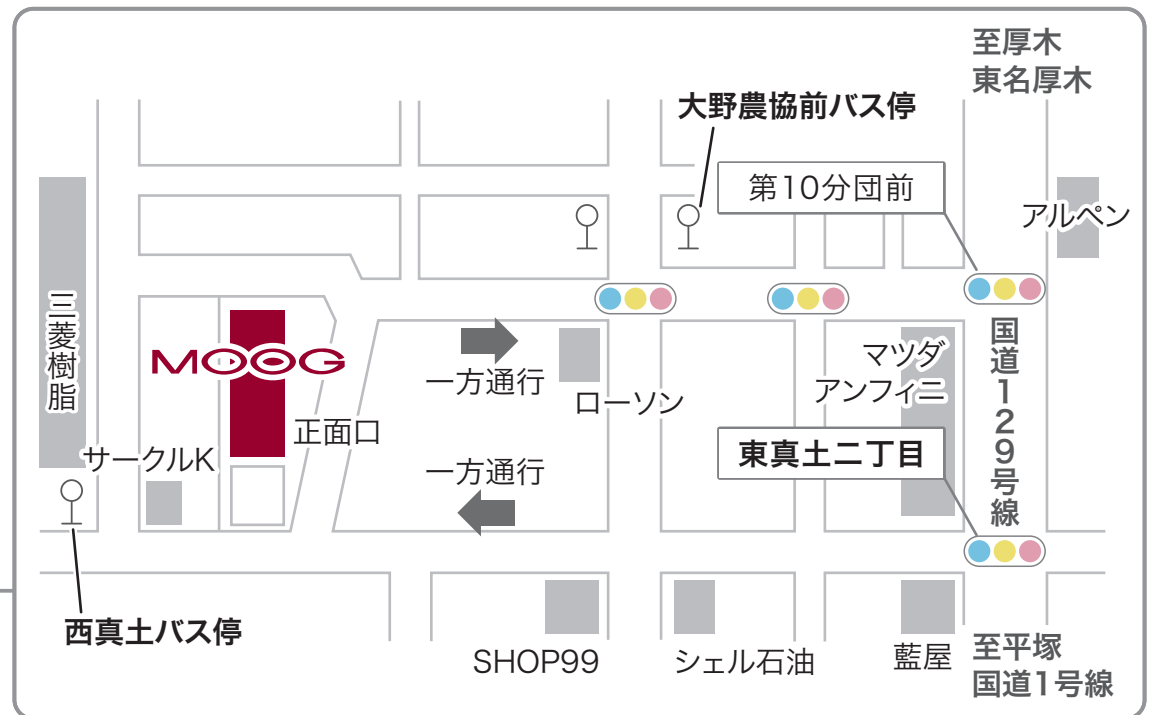 至厚木
東名厚木
大野農協前バス停
第10分団前
アルペン
三菱樹脂
MOOG
正面口
サークルK
一方通行
一方通行
ローソン
マツダ
アンフィニ
国道129号線
東真土二丁目
西真土バス停
SHOP99
シェル石油
藍屋
至平塚
国道1号線